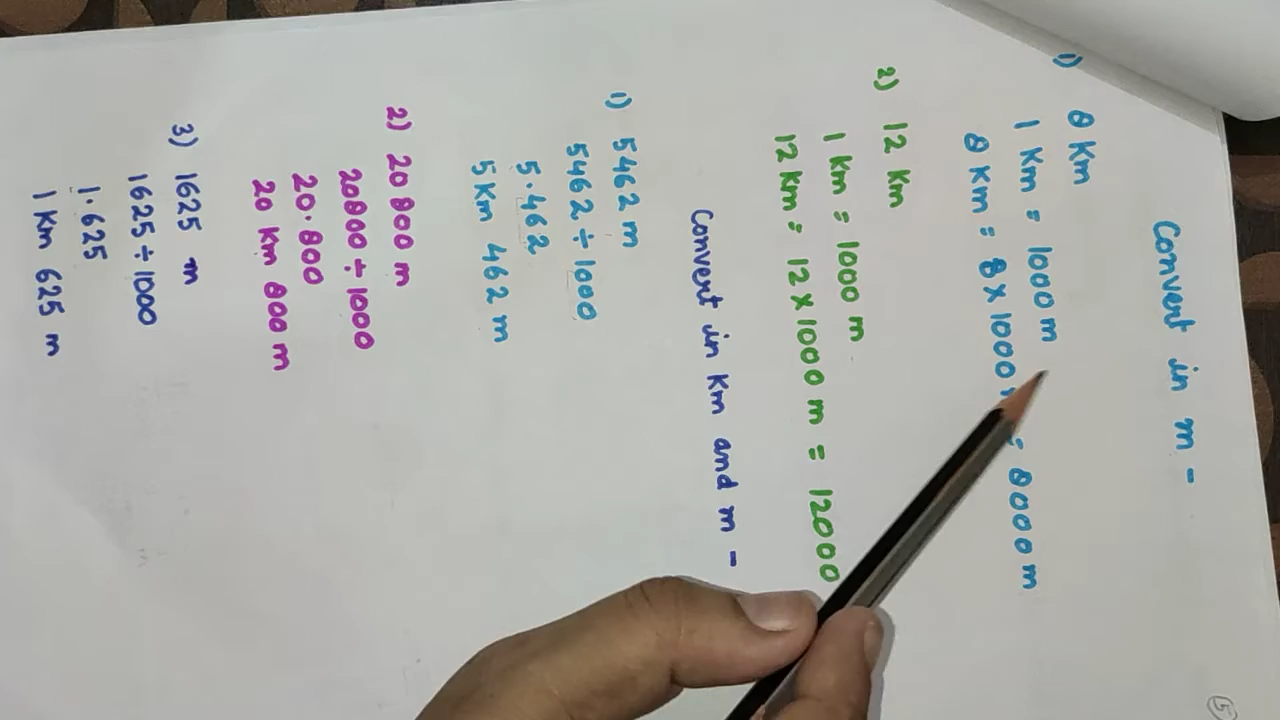 Convert in m -
1) 8 Km
1 Km = 1000 m
8 Km = 8 × 1000 = 8000 m
2) 12 Km
1 Km = 1000 m
12 Km = 12 × 1000 m = 12000
Convert in Km and m -
1) 5462 m
5462 ÷ 1000
5.462
5 Km 462 m
2) 20800 m
20800 ÷ 1000
20.800
20 Km 800 m
3) 1625 m
1625 ÷ 1000
1.625
1 Km 625 m
5